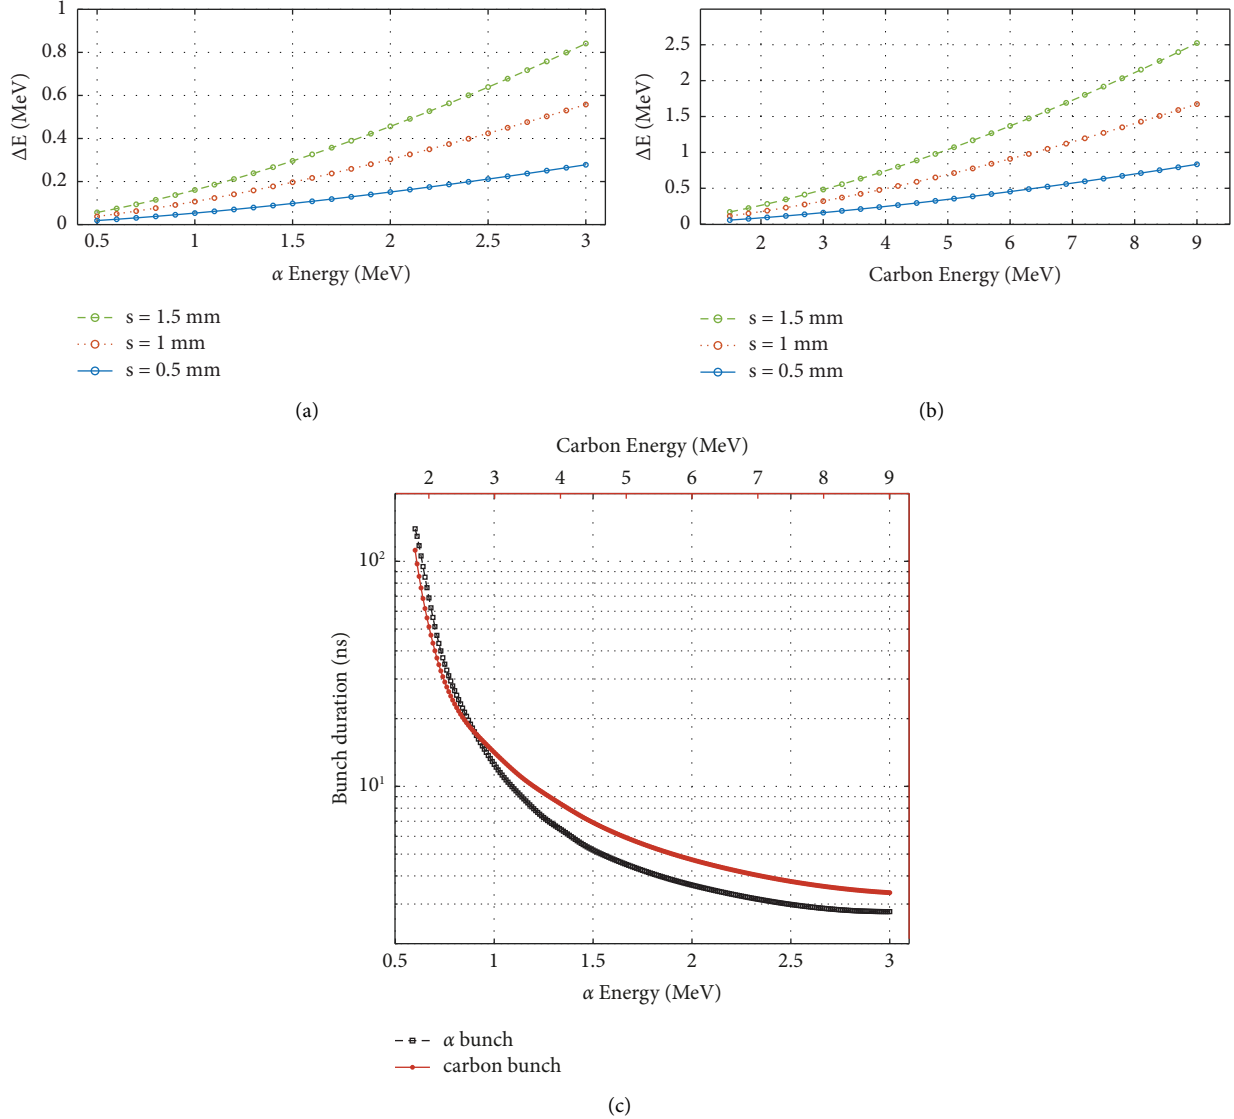 1
0.8
0.6
0.4
0.2
0
ΔE (MeV)
0.5 1 1.5 2 2.5 3
α Energy (MeV)
s = 1.5 mm
s = 1 mm
s = 0.5 mm
(a)
2.5
2
1.5
1
0.5
0
ΔE (MeV)
2 3 4 5 6 7 8 9
Carbon Energy (MeV)
s = 1.5 mm
s = 1 mm
s = 0.5 mm
(b)
Carbon Energy (MeV)
2 3 4 5 6 7 8 9
10²
10¹
Bunch duration (ns)
0.5 1 1.5 2 2.5 3
α Energy (MeV)
α bunch
carbon bunch
(c)